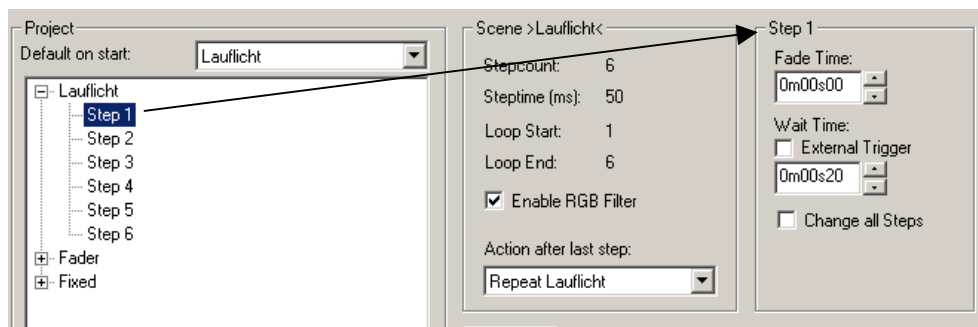 Project
Default on start: Lauflicht
Lauflicht
Step 1
Step 2
Step 3
Step 4
Step 5
Step 6
Fader
Fixed
Scene >Lauflicht<
Stepcount: 6
Steptime (ms): 50
Loop Start: 1
Loop End: 6
Enable RGB Filter
Action after last step:
Repeat Lauflicht
Step 1
Fade Time:
0m00s00
Wait Time:
External Trigger
0m00s20
Change all Steps